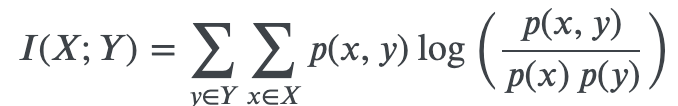 I(X; Y) = ∑_{y∈Y} ∑_{x∈X} p(x, y) log ( p(x, y) / p(x) p(y) )